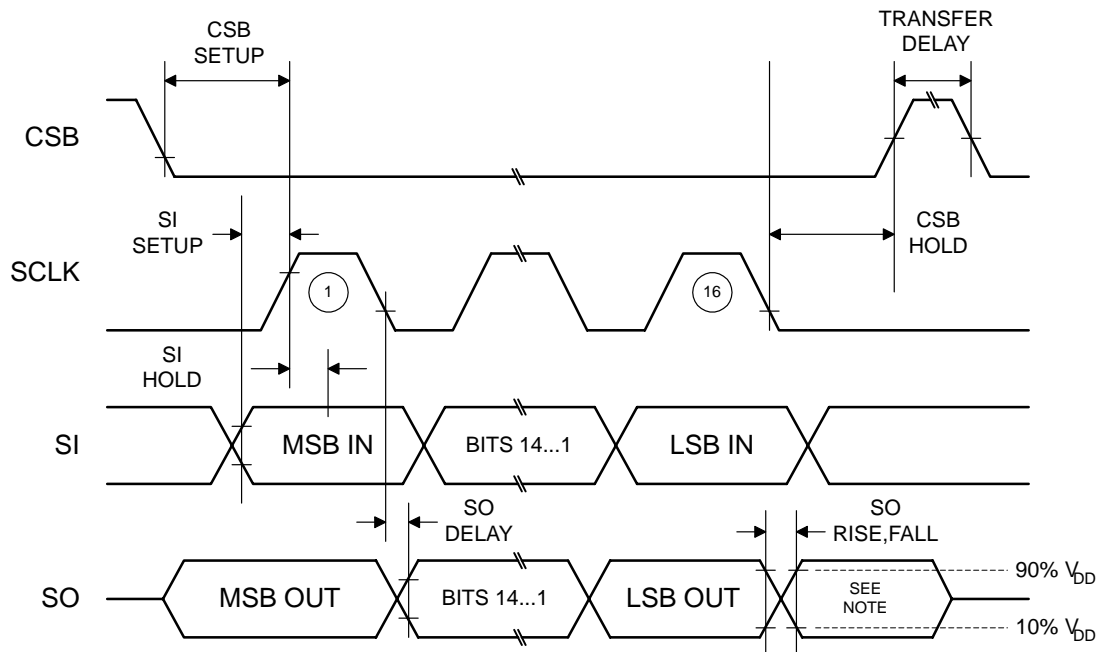 CSB
SETUP
TRANSFER
DELAY
CSB
SI
SETUP
CSB
HOLD
SCLK
1
16
SI
HOLD
SI
MSB IN
BITS 14...1
LSB IN
SO
DELAY
SO
RISE,FALL
SO
MSB OUT
BITS 14...1
LSB OUT
SEE
NOTE
90% VDD
10% VDD